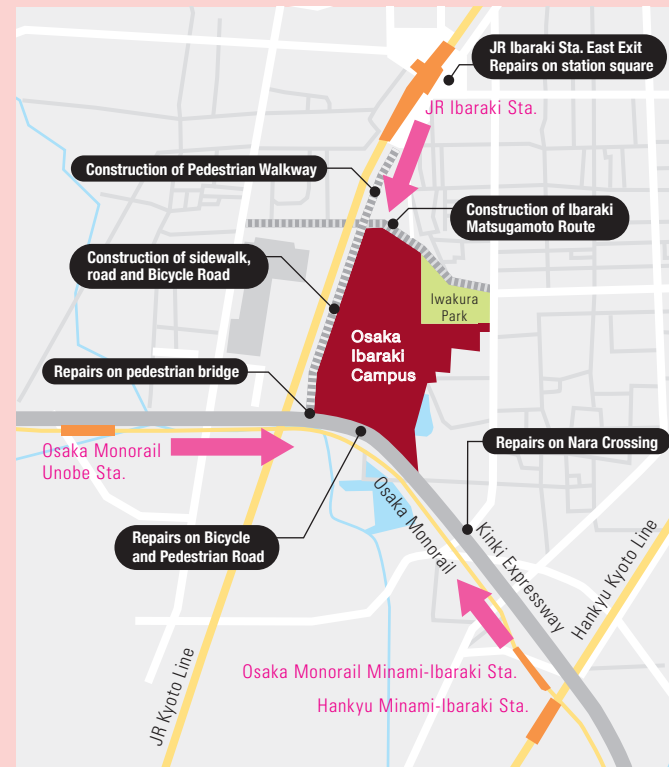 JR Ibaraki Sta. East Exit
Repairs on station square
JR Ibaraki Sta.
Construction of Pedestrian Walkway
Construction of Ibaraki
Matsugamoto Route
Construction of sidewalk,
road and Bicycle Road
Iwakura
Park
Osaka
Ibaraki
Campus
Repairs on pedestrian bridge
Osaka Monorail
Unobe Sta.
Repairs on Nara Crossing
Repairs on Bicycle
and Pedestrian Road
Osaka Monorail
Kinki Expressway
Hankyu Kyoto Line
JR Kyoto Line
Osaka Monorail Minami-Ibaraki Sta.
Hankyu Minami-Ibaraki Sta.